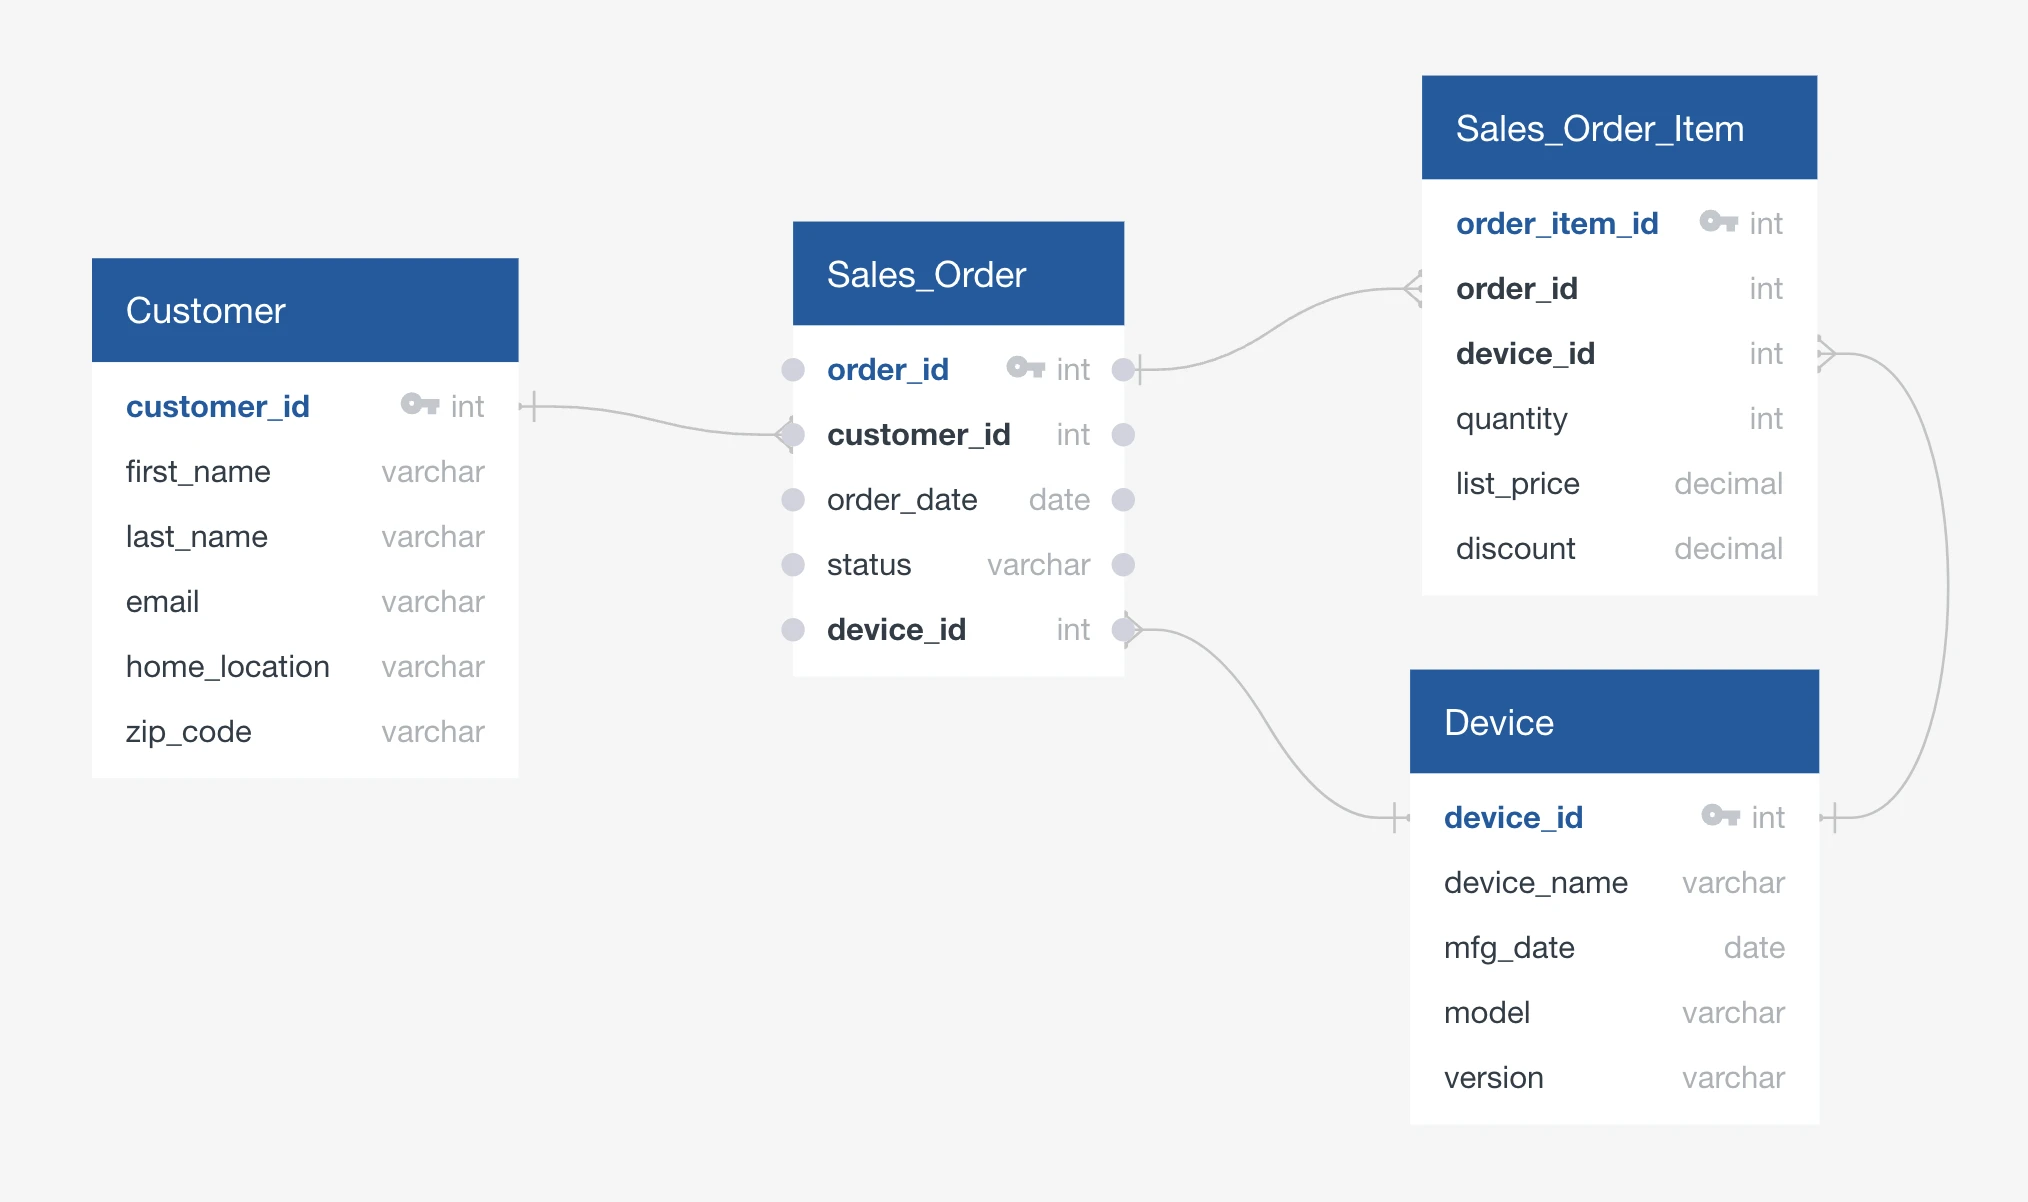 Customer
customer_id int
first_name varchar
last_name varchar
email varchar
home_location varchar
zip_code varchar
Sales_Order
order_id int
customer_id int
order_date date
status varchar
device_id int
Sales_Order_Item
order_item_id int
order_id int
device_id int
quantity int
list_price decimal
discount decimal
Device
device_id int
device_name varchar
mfg_date date
model varchar
version varchar